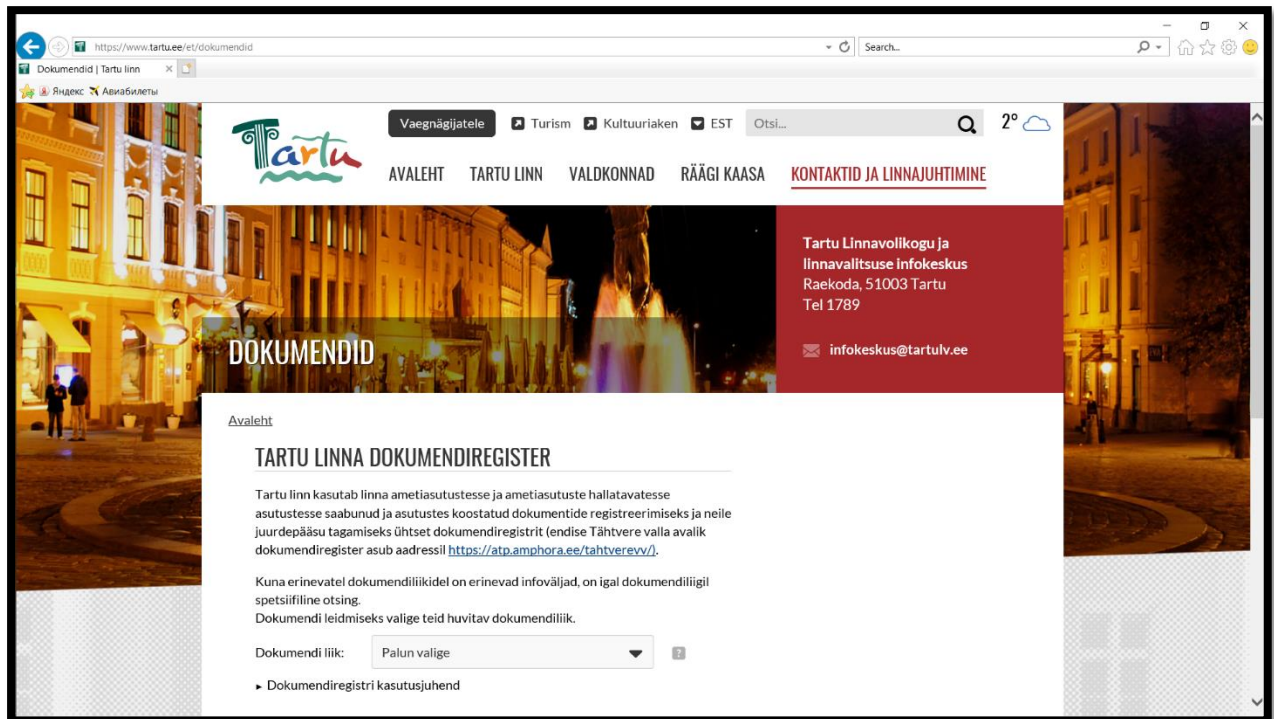 https://www.tartu.ee/et/dokumendid
Search...
Dokumendid | Tartu linn
Яндекс Авиабилеты
Tartu
Vaegnägijatele Turism Kultuuriaken EST Otsi... 2°
AVALEHT TARTU LINN VALDKONNAD RÄÄGI KAASA KONTAKTID JA LINNAJUHTIMINE
Tartu Linnavolikogu ja
linnavalitsuse infokeskus
Raekoda, 51003 Tartu
Tel 1789
infokeskus@tartulv.ee
DOKUMENDID
Avaleht
TARTU LINNA DOKUMENDIREGISTER
Tartu linn kasutab linna ametiasutustesse ja ametiasutuste hallatavatesse
asutustesse saabunud ja asutustes koostatud dokumentide registreerimiseks ja neile
juurdepääsu tagamiseks ühtset dokumendiregistrit (endise Tähtvere valla avalik
dokumendiregister asub aadressil https://atp.amphora.ee/tahtverevv/).
Kuna erinevatel dokumendiliikidel on erinevad infoväljad, on igal dokumendiliigil
spetsiifiline otsing.
Dokumendi leidmiseks valige teid huvitav dokumendiliik.
Dokumendi liik: Palun valige ?
Dokumendiregistri kasutusjuhend